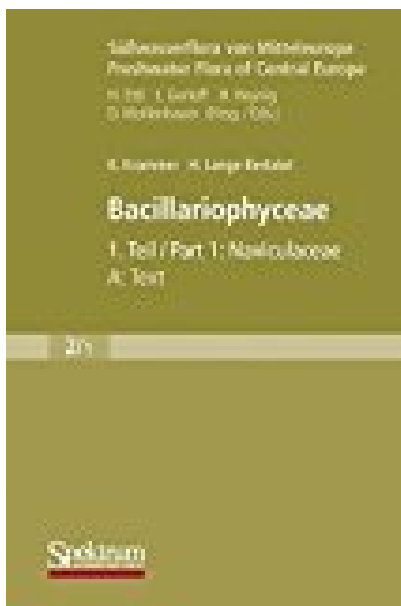 Süßwasserflora von Mitteleuropa
Freshwater Flora of Central Europe
H. Ettl J. Gerloff H. Heynig
D. Mollenhauer (Hrsg./Eds.)
K. Krammer H. Lange-Bertalot
Bacillariophyceae
1. Teil/Part 1: Naviculaceae
A: Text
2/1
Spektrum